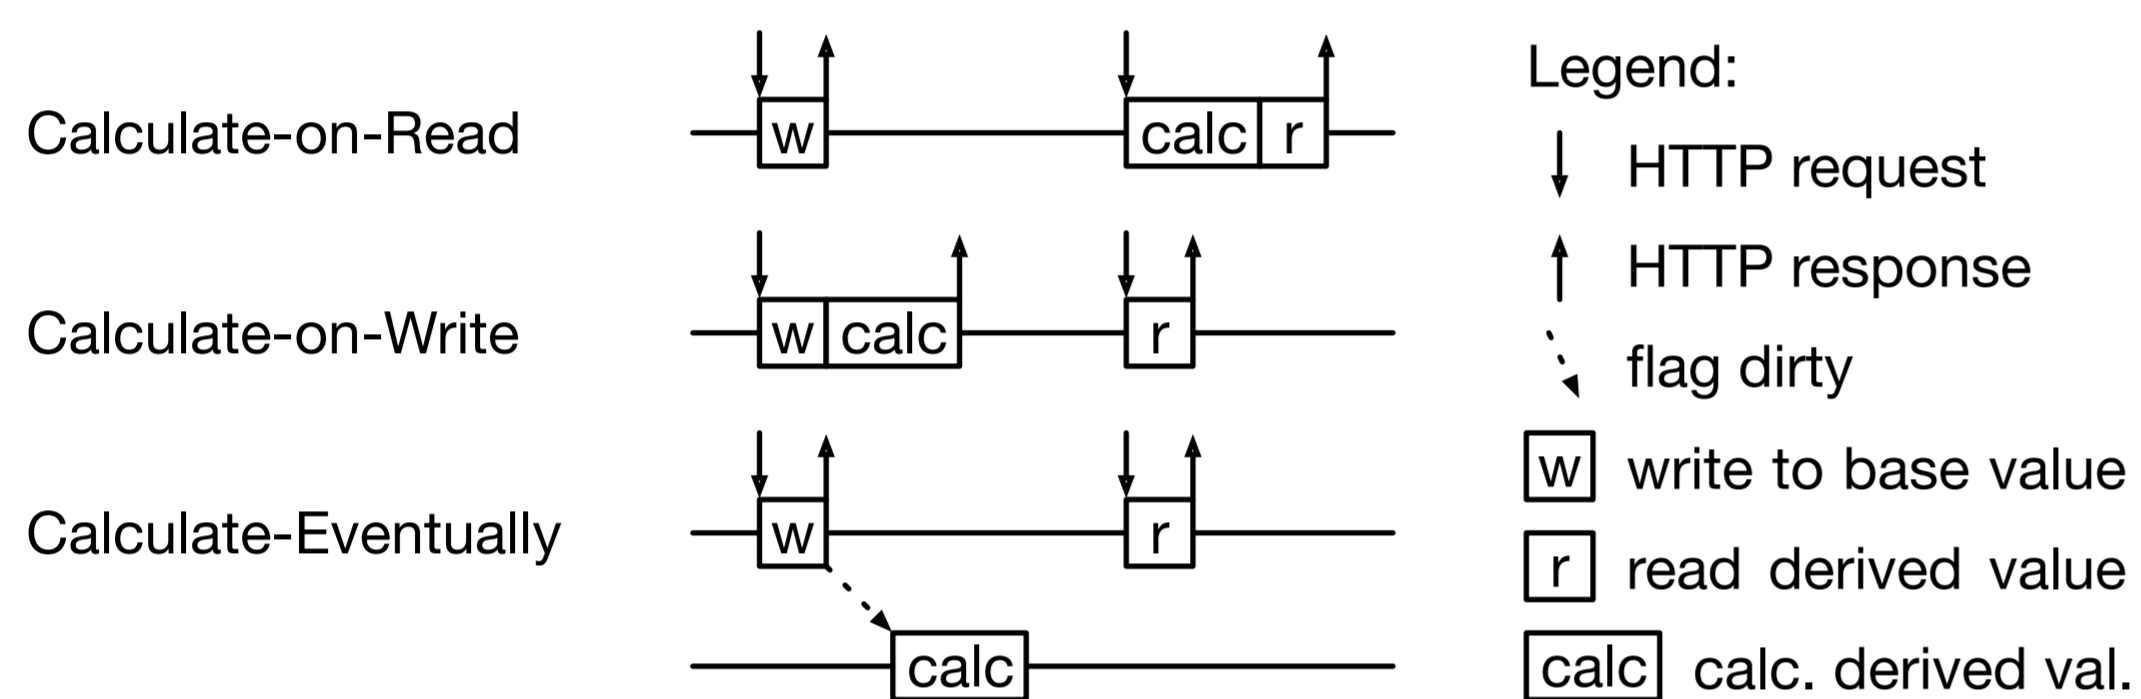 Calculate-on-Read
w
calc r
Calculate-on-Write
w calc
r
Calculate-Eventually
w
r
calc
Legend:
HTTP request
HTTP response
flag dirty
w write to base value
r read derived value
calc calc. derived val.